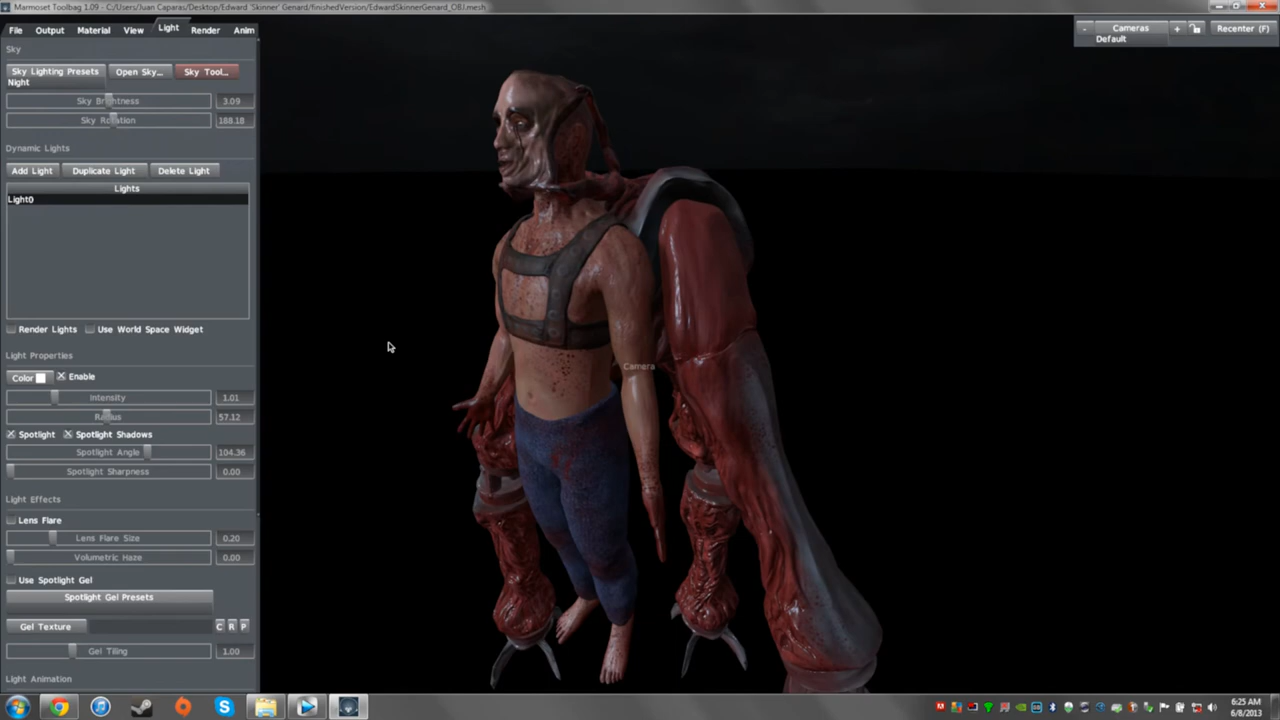 Marmoset Toolbag 1.09 - C:/Users/Juan Caparas/Desktop/Edward 'Skinner' Genard/finishedVersion/EdwardSkinnerGenard_OBJ.mesh
File Output Material View Light Render Anim
- Cameras + Recenter (F)
Default
Sky
Sky Lighting Presets Open Sky... Sky Tool...
Night
Sky Brightness 3.09
Sky Rotation 188.18
Dynamic Lights
Add Light Duplicate Light Delete Light
Lights
Light0
Render Lights Use World Space Widget
Light Properties
Color Enable
Intensity 1.01
Radius 57.12
Spotlight Spotlight Shadows
Spotlight Angle 104.36
Spotlight Sharpness 0.00
Light Effects
Lens Flare
Lens Flare Size 0.20
Volumetric Haze 0.00
Use Spotlight Gel
Spotlight Gel Presets
Gel Texture C R P
Gel Tiling 1.00
Light Animation
Camera
6:25 AM
6/8/2013